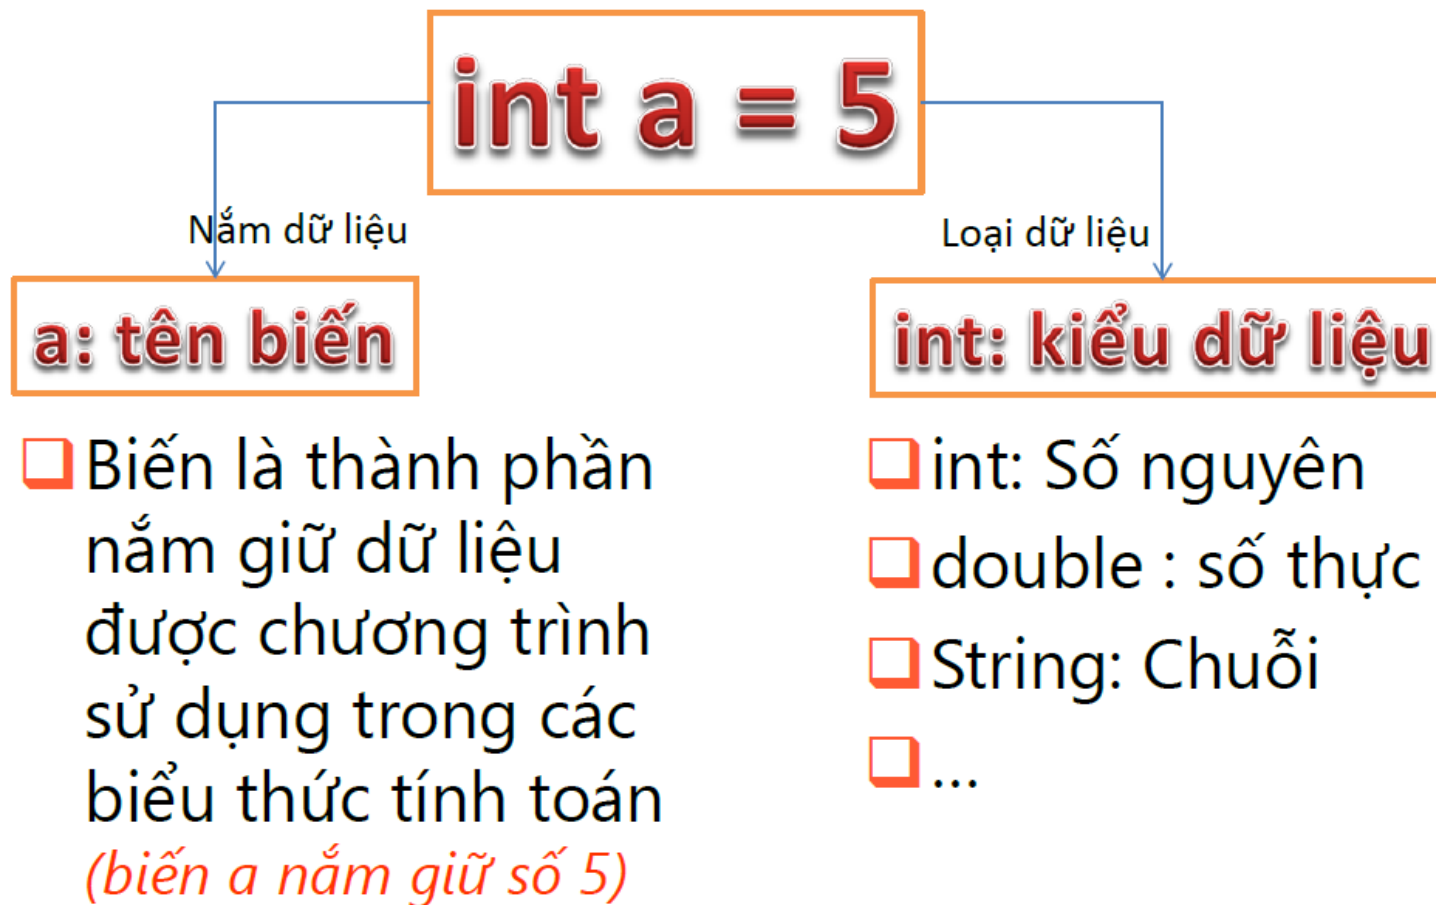 int a = 5
Nắm dữ liệu
Loại dữ liệu
a: tên biến
int: kiểu dữ liệu
Biến là thành phần
nắm giữ dữ liệu
được chương trình
sử dụng trong các
biểu thức tính toán
(biến a nắm giữ số 5)
int: Số nguyên
double : số thực
String: Chuỗi
...